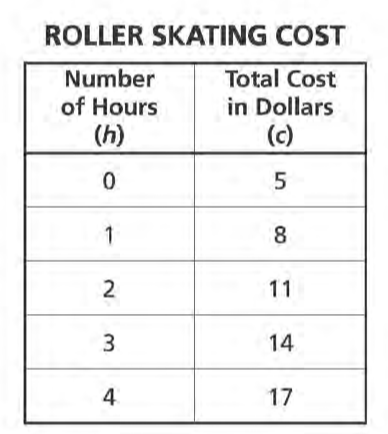 ROLLER SKATING COST
Number
of Hours
(h)
Total Cost
in Dollars
(c)
0 5
1 8
2 11
3 14
4 17